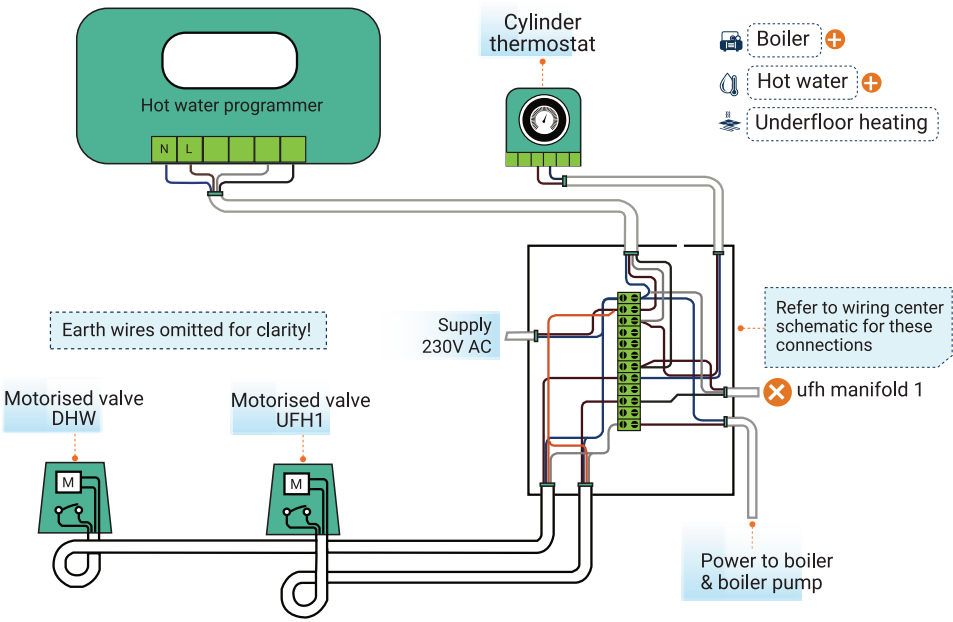 Cylinder
thermostat
Boiler
Hot water
Underfloor heating
Hot water programmer
N L
Earth wires omitted for clarity!
Supply
230V AC
Refer to wiring center
schematic for these
connections
ufh manifold 1
Motorised valve
DHW
Motorised valve
UFH1
M
M
Power to boiler
& boiler pump